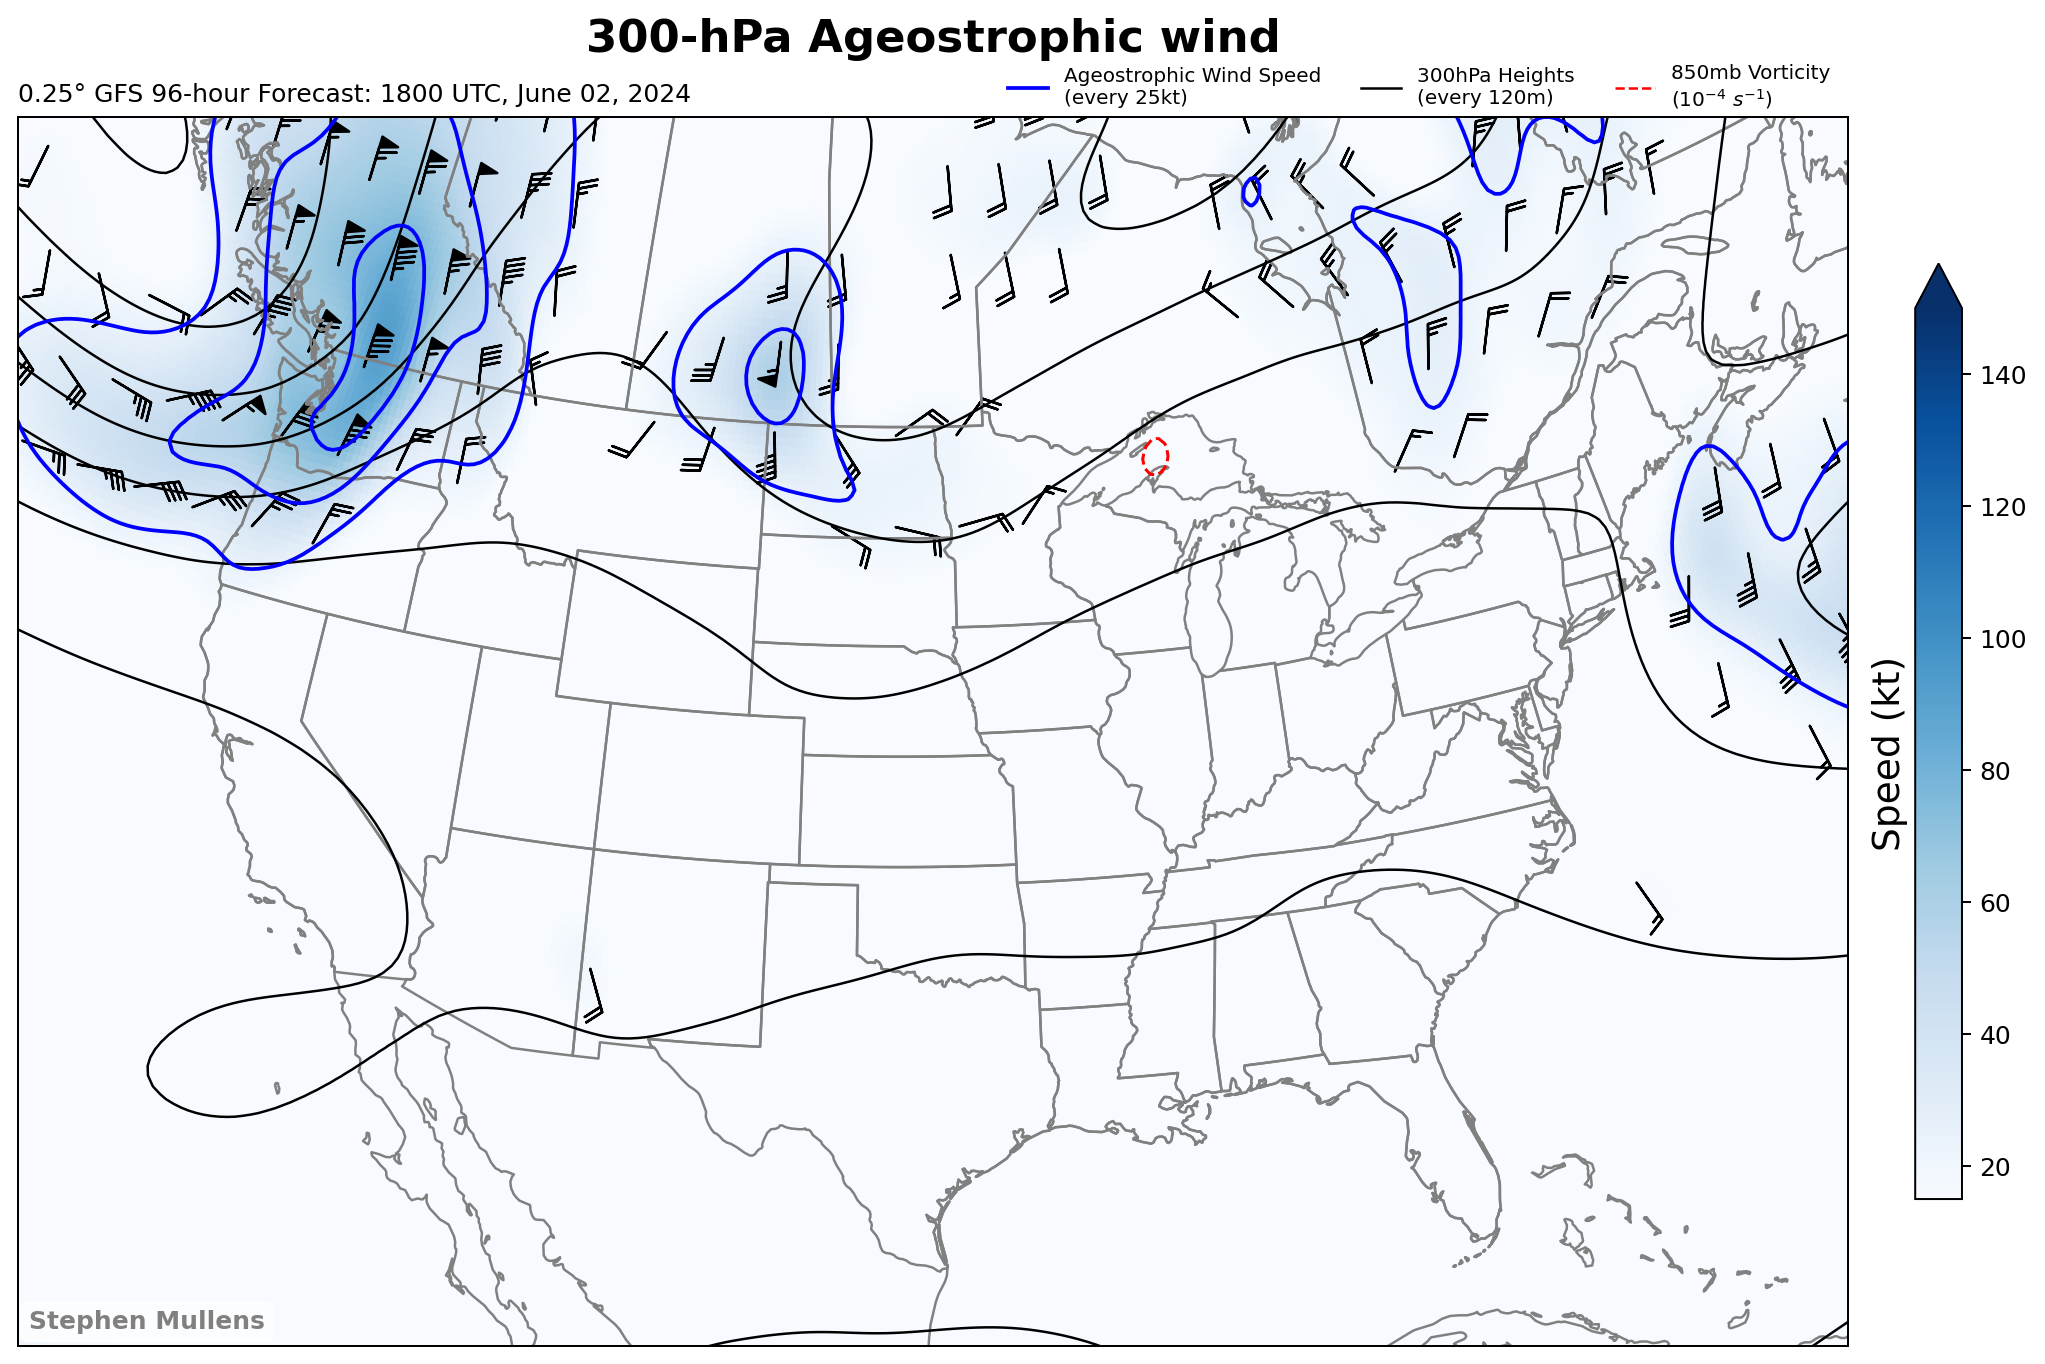 300-hPa Ageostrophic wind
0.25° GFS 96-hour Forecast: 1800 UTC, June 02, 2024
Ageostrophic Wind Speed
(every 25kt)
300hPa Heights
(every 120m)
850mb Vorticity
(10⁻⁴ s⁻¹)
140
120
100
80
60
40
20
Speed (kt)
Stephen Mullens